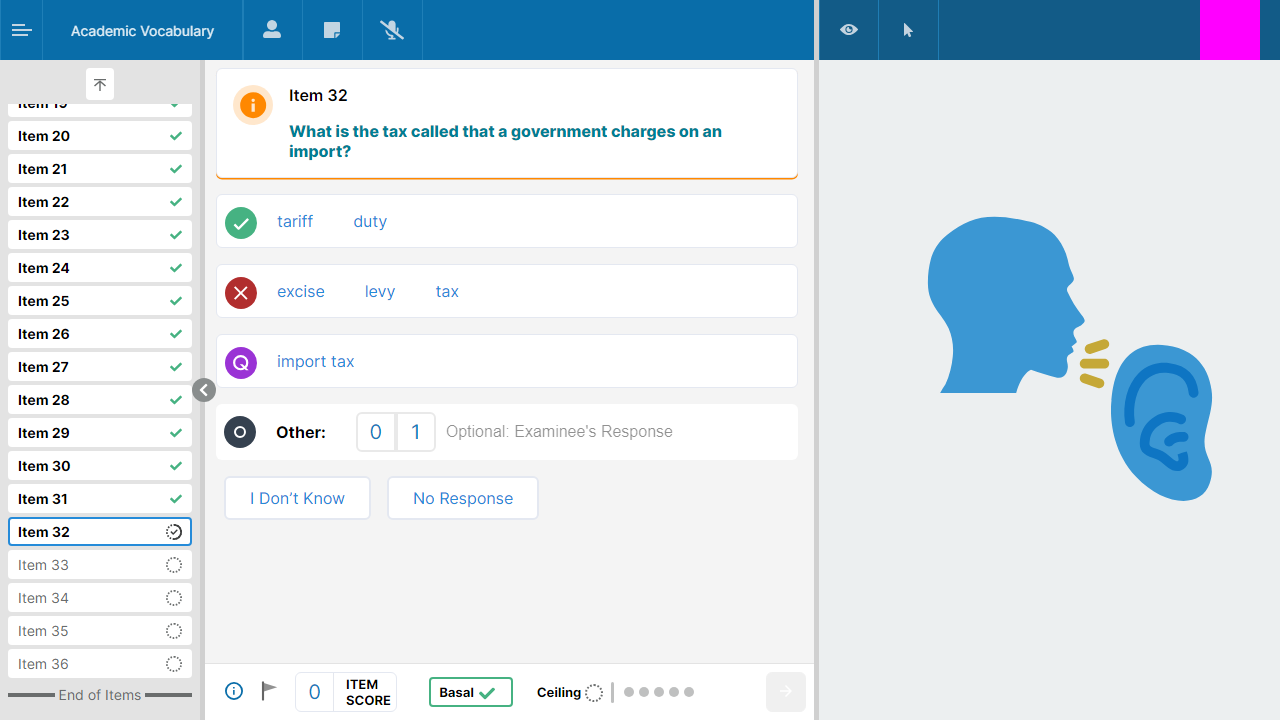 Academic Vocabulary
Item 19
Item 20
Item 21
Item 22
Item 23
Item 24
Item 25
Item 26
Item 27
Item 28
Item 29
Item 30
Item 31
Item 32
Item 33
Item 34
Item 35
Item 36
End of Items
Item 32
What is the tax called that a government charges on an
import?
tariff duty
excise levy tax
Q import tax
Other: 0 1 Optional: Examinee's Response
I Don’t Know No Response
0 ITEM
SCORE
Basal Ceiling